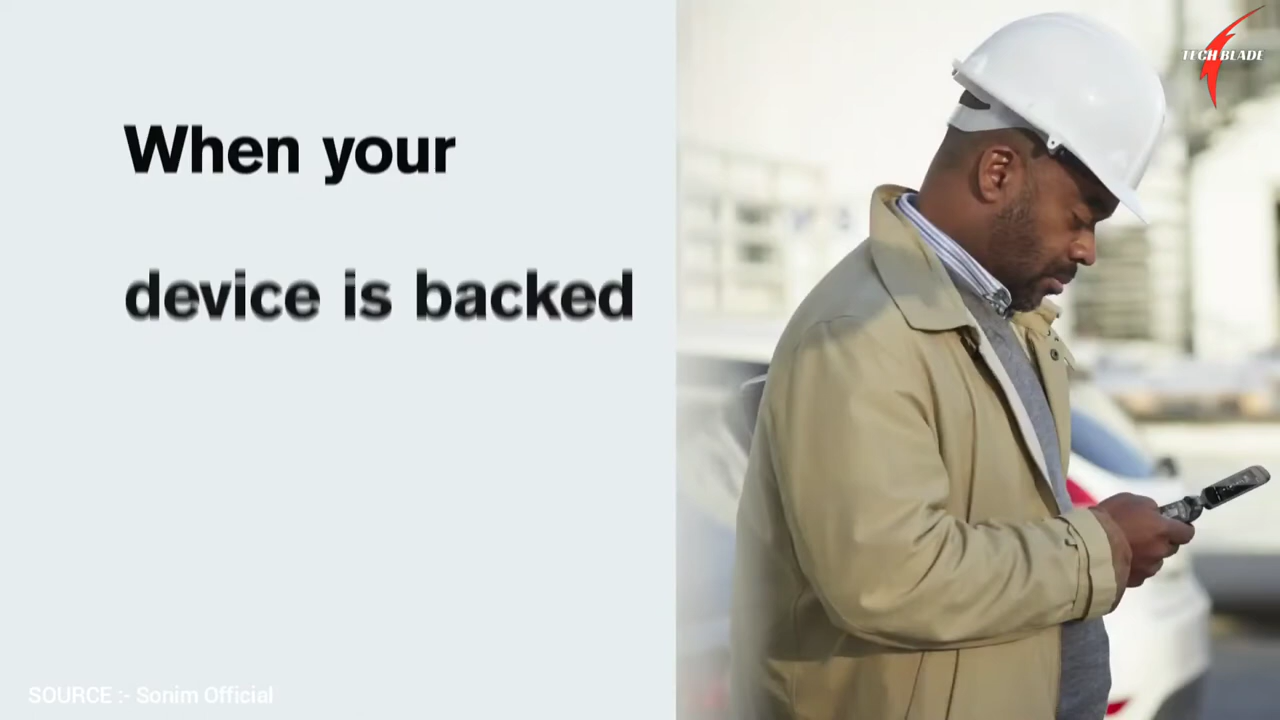 When your
device is backed
TECH BLADE
SOURCE :- Sonim Official